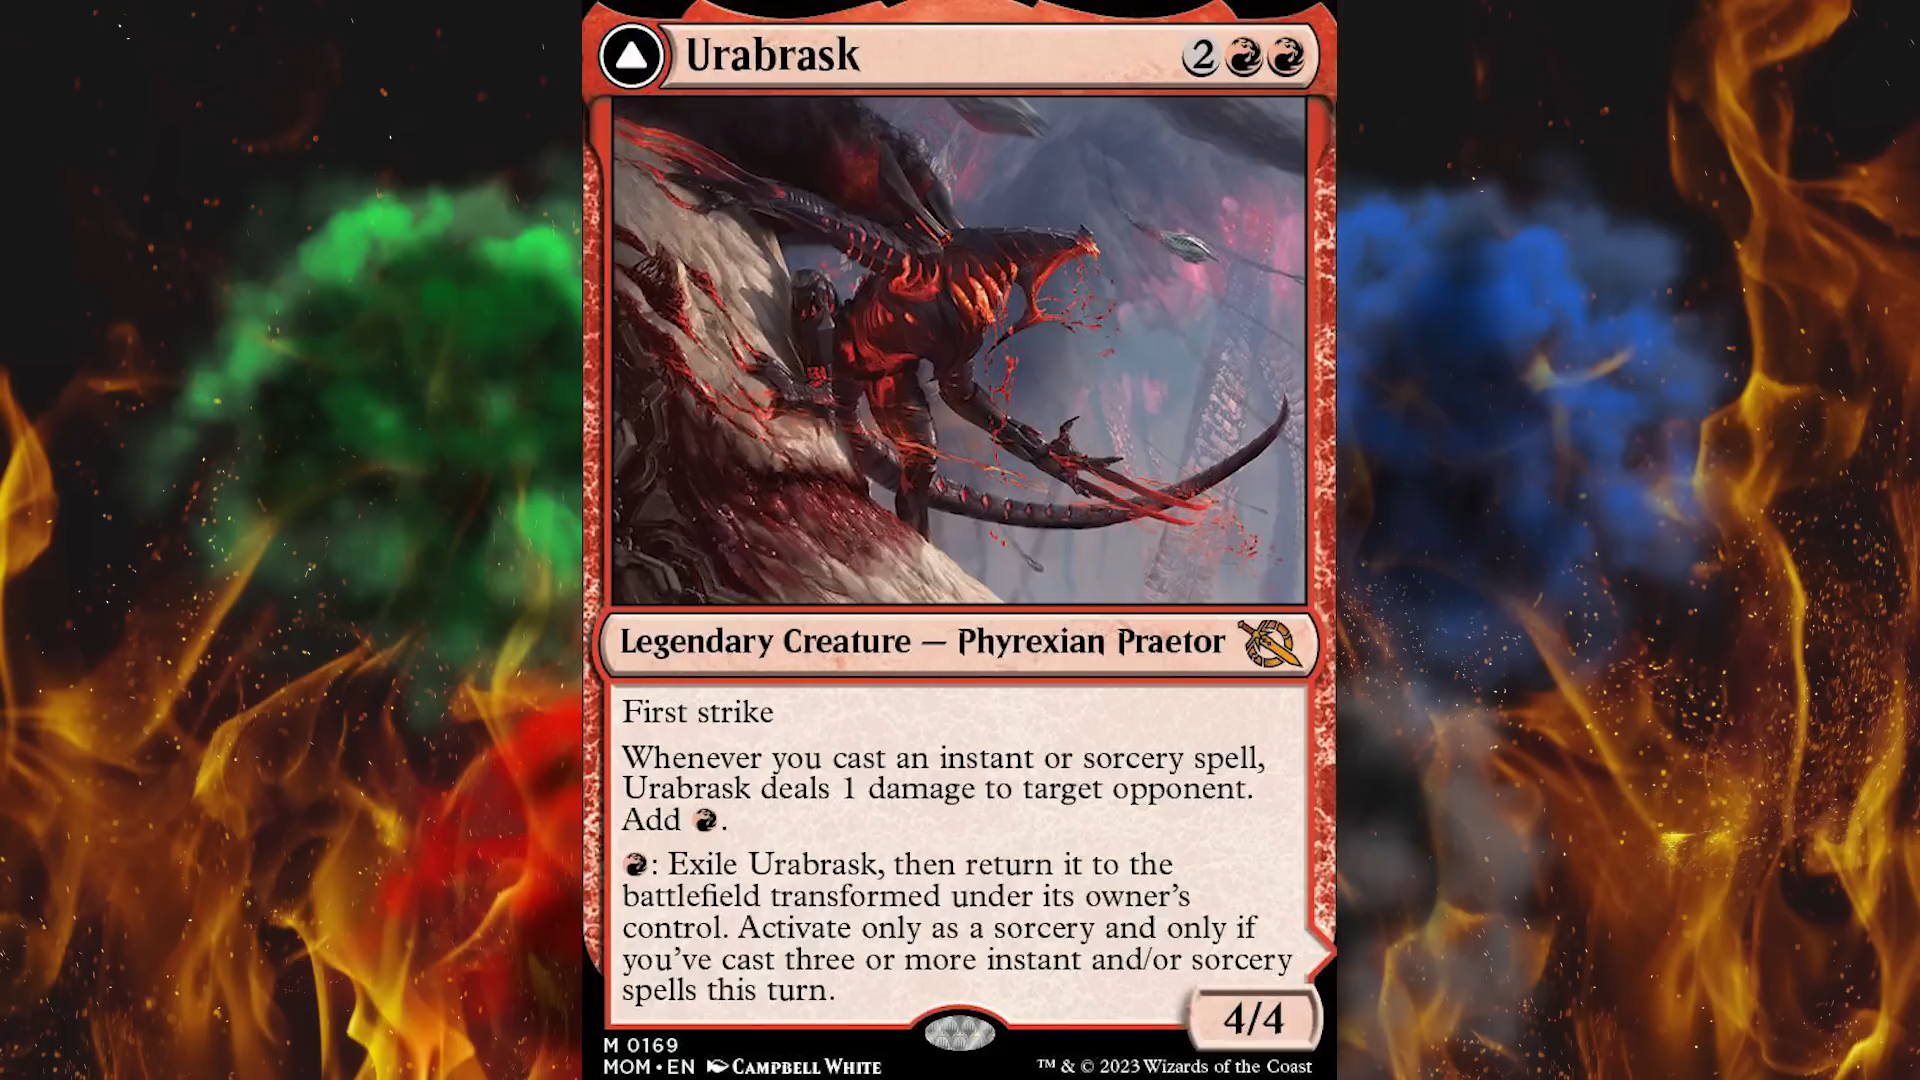 Urabrask 2
Legendary Creature — Phyrexian Praetor
First strike
Whenever you cast an instant or sorcery spell,
Urabrask deals 1 damage to target opponent.
Add .
: Exile Urabrask, then return it to the
battlefield transformed under its owner's
control. Activate only as a sorcery and only if
you've cast three or more instant and/or sorcery
spells this turn.
4/4
M 0169
MOM • EN CAMPBELL WHITE
™ & © 2023 Wizards of the Coast